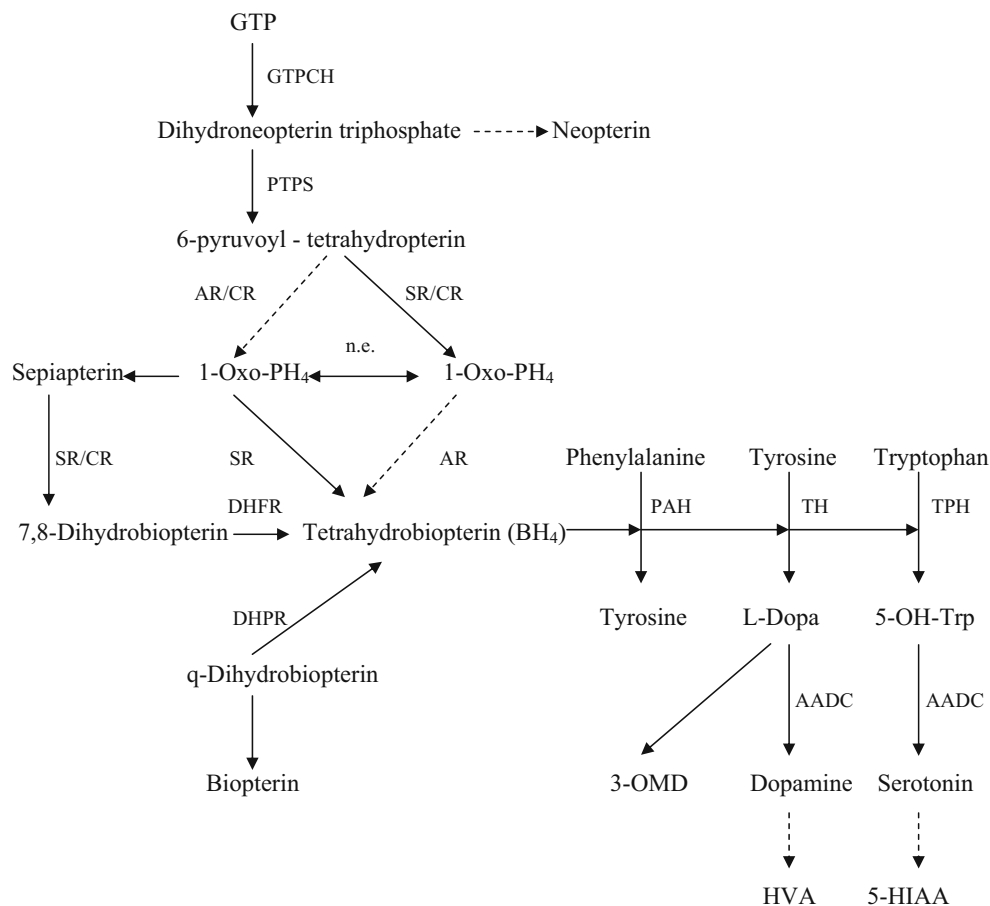 GTP
GTPCH
Dihydroneopterin triphosphate
Neopterin
PTPS
6-pyruvoyl - tetrahydropterin
AR/CR
SR/CR
n.e.
Sepiapterin
1-Oxo-PH₄
1-Oxo-PH₄
SR/CR
SR
AR
Phenylalanine
Tyrosine
Tryptophan
PAH
TH
TPH
7,8-Dihydrobiopterin
DHFR
Tetrahydrobiopterin (BH₄)
DHPR
Tyrosine
L-Dopa
5-OH-Trp
q-Dihydrobiopterin
AADC
AADC
Biopterin
3-OMD
Dopamine
Serotonin
HVA
5-HIAA